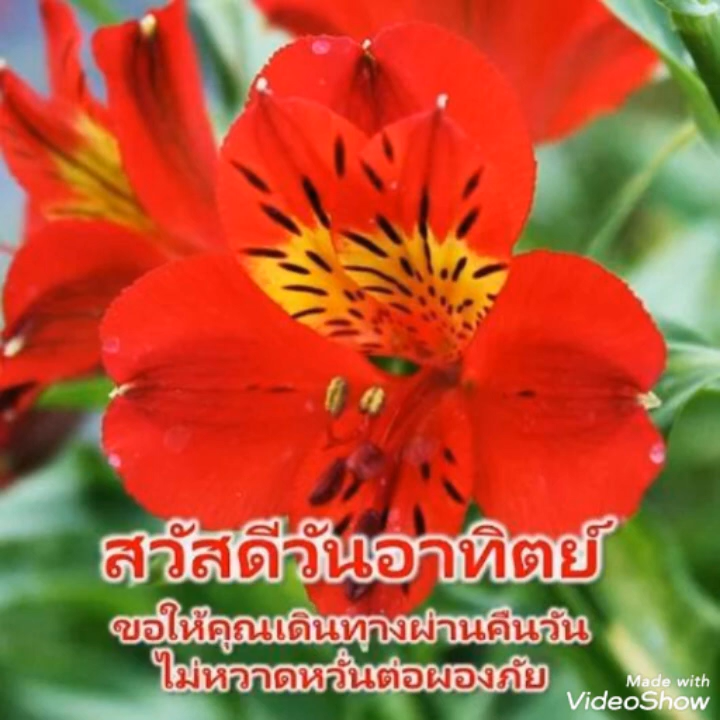 สวัสดีวันอาทิตย์
ขอให้คุณเดินทางผ่านคืนวัน
ไม่หวาดหวั่นต่อผองภัย
Made with
VideoShow